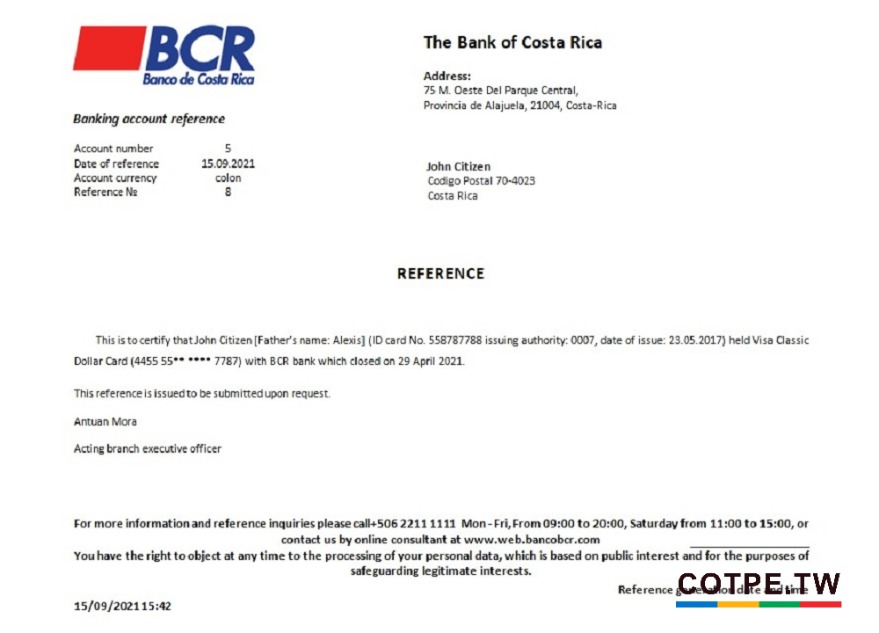 BCR
Banco de Costa Rica
The Bank of Costa Rica
Address:
75 M. Oeste Del Parque Central,
Provincia de Alajuela, 21004, Costa-Rica
Banking account reference
Account number 5
Date of reference 15.09.2021
Account currency colon
Reference № 8
John Citizen
Codigo Postal 70-4023
Costa Rica
REFERENCE
This is to certify that John Citizen [Father's name: Alexis] (ID card No. 558787788 issuing authority: 0007, date of issue: 23.05.2017) held Visa Classic
Dollar Card (4455 55** **** 7787) with BCR bank which closed on 29 April 2021.
This reference is issued to be submitted upon request.
Antuan Mora
Acting branch executive officer
For more information and reference inquiries please call+506 2211 1111 Mon - Fri, From 09:00 to 20:00, Saturday from 11:00 to 15:00, or
contact us by online consultant at www.web.bancobcr.com
You have the right to object at any time to the processing of your personal data, which is based on public interest and for the purposes of
safeguarding legitimate interests.
Reference generation date and time
COTPE.TW
15/09/2021 15:42